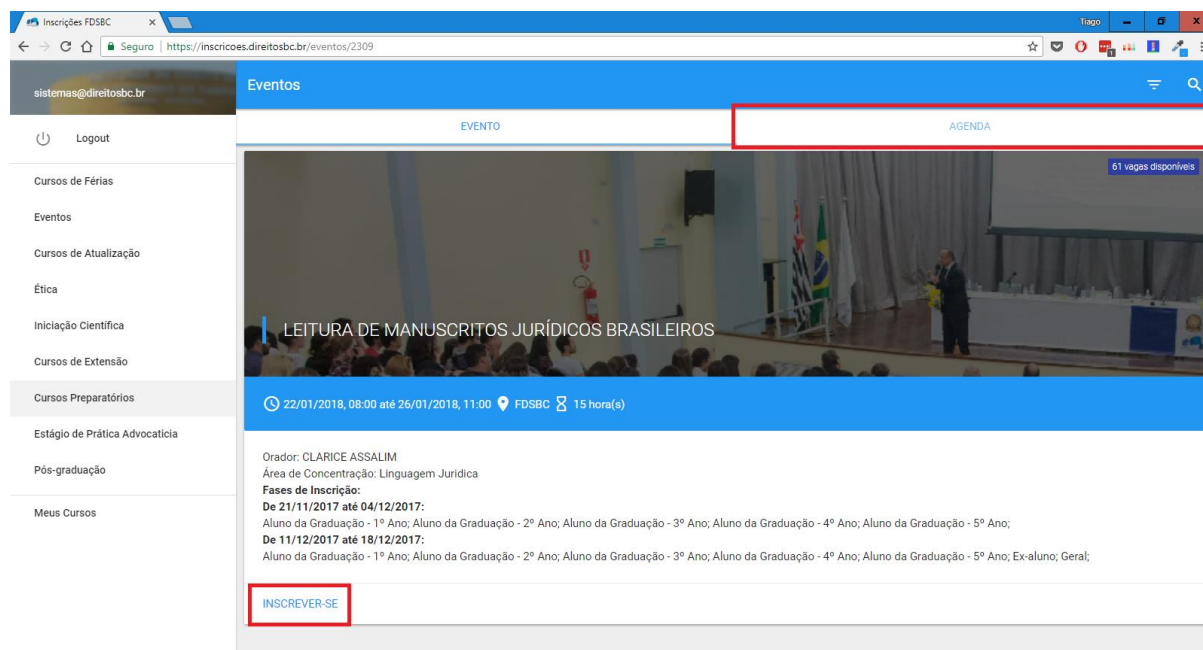 Inscrições FDSBC
Tiago
Seguro | https://inscricoes.direitosbc.br/eventos/2309
sistemas@direitosbc.br
Logout
Cursos de Férias
Eventos
Cursos de Atualização
Ética
Iniciação Científica
Cursos de Extensão
Cursos Preparatórios
Estágio de Prática Advocaticia
Pós-graduação
Meus Cursos
Eventos
EVENTO
AGENDA
61 vagas disponíveis
LEITURA DE MANUSCRITOS JURÍDICOS BRASILEIROS
22/01/2018, 08:00 até 26/01/2018, 11:00 FDSBC 15 hora(s)
Orador: CLARICE ASSALIM
Área de Concentração: Linguagem Juridica
Fases de Inscrição:
De 21/11/2017 até 04/12/2017:
Aluno da Graduação - 1º Ano; Aluno da Graduação - 2º Ano; Aluno da Graduação - 3º Ano; Aluno da Graduação - 4º Ano; Aluno da Graduação - 5º Ano;
De 11/12/2017 até 18/12/2017:
Aluno da Graduação - 1º Ano; Aluno da Graduação - 2º Ano; Aluno da Graduação - 3º Ano; Aluno da Graduação - 4º Ano; Aluno da Graduação - 5º Ano; Ex-aluno; Geral;
INSCREVER-SE